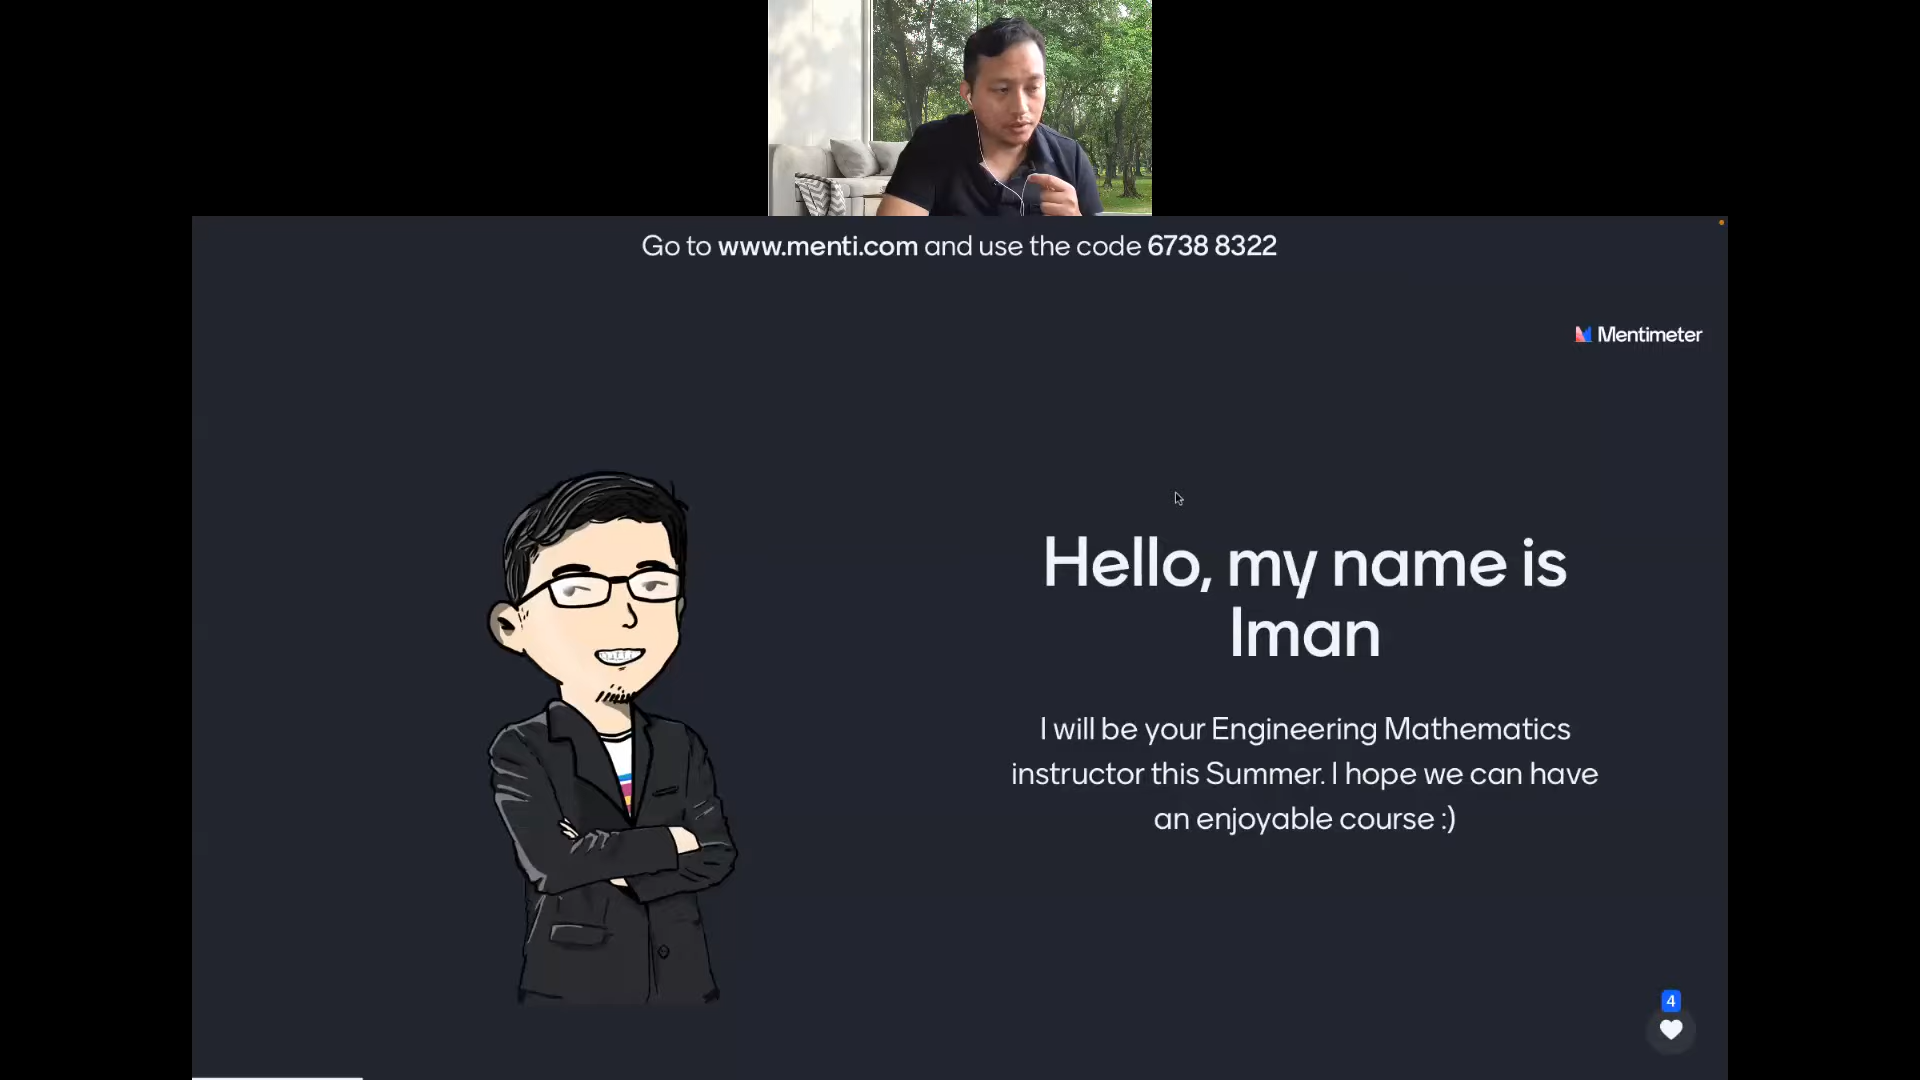 Go to www.menti.com and use the code 6738 8322
Mentimeter
Hello, my name is
Iman
I will be your Engineering Mathematics
instructor this Summer. I hope we can have
an enjoyable course :)
4